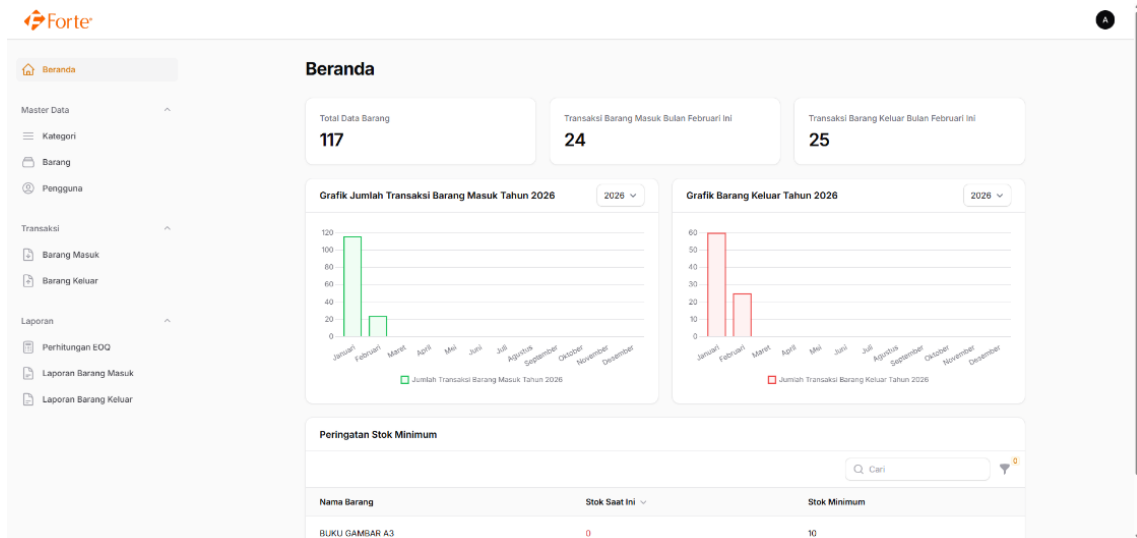 Forte
A
Beranda
Master Data
Kategori
Barang
Pengguna
Transaksi
Barang Masuk
Barang Keluar
Laporan
Perhitungan EOQ
Laporan Barang Masuk
Laporan Barang Keluar
Beranda
Total Data Barang
117
Transaksi Barang Masuk Bulan Februari Ini
24
Transaksi Barang Keluar Bulan Februari Ini
25
Grafik Jumlah Transaksi Barang Masuk Tahun 2026
2026
120
100
80
60
40
20
0
Januari Februari Maret April Mei Juni Juli Agustus September Oktober November Desember
Jumlah Transaksi Barang Masuk Tahun 2026
Grafik Barang Keluar Tahun 2026
2026
60
50
40
30
20
10
0
Januari Februari Maret April Mei Juni Juli Agustus September Oktober November Desember
Jumlah Transaksi Barang Keluar Tahun 2026
Peringatan Stok Minimum
Cari
0
Nama Barang Stok Saat Ini Stok Minimum
BUKU GAMBAR A3 0 10